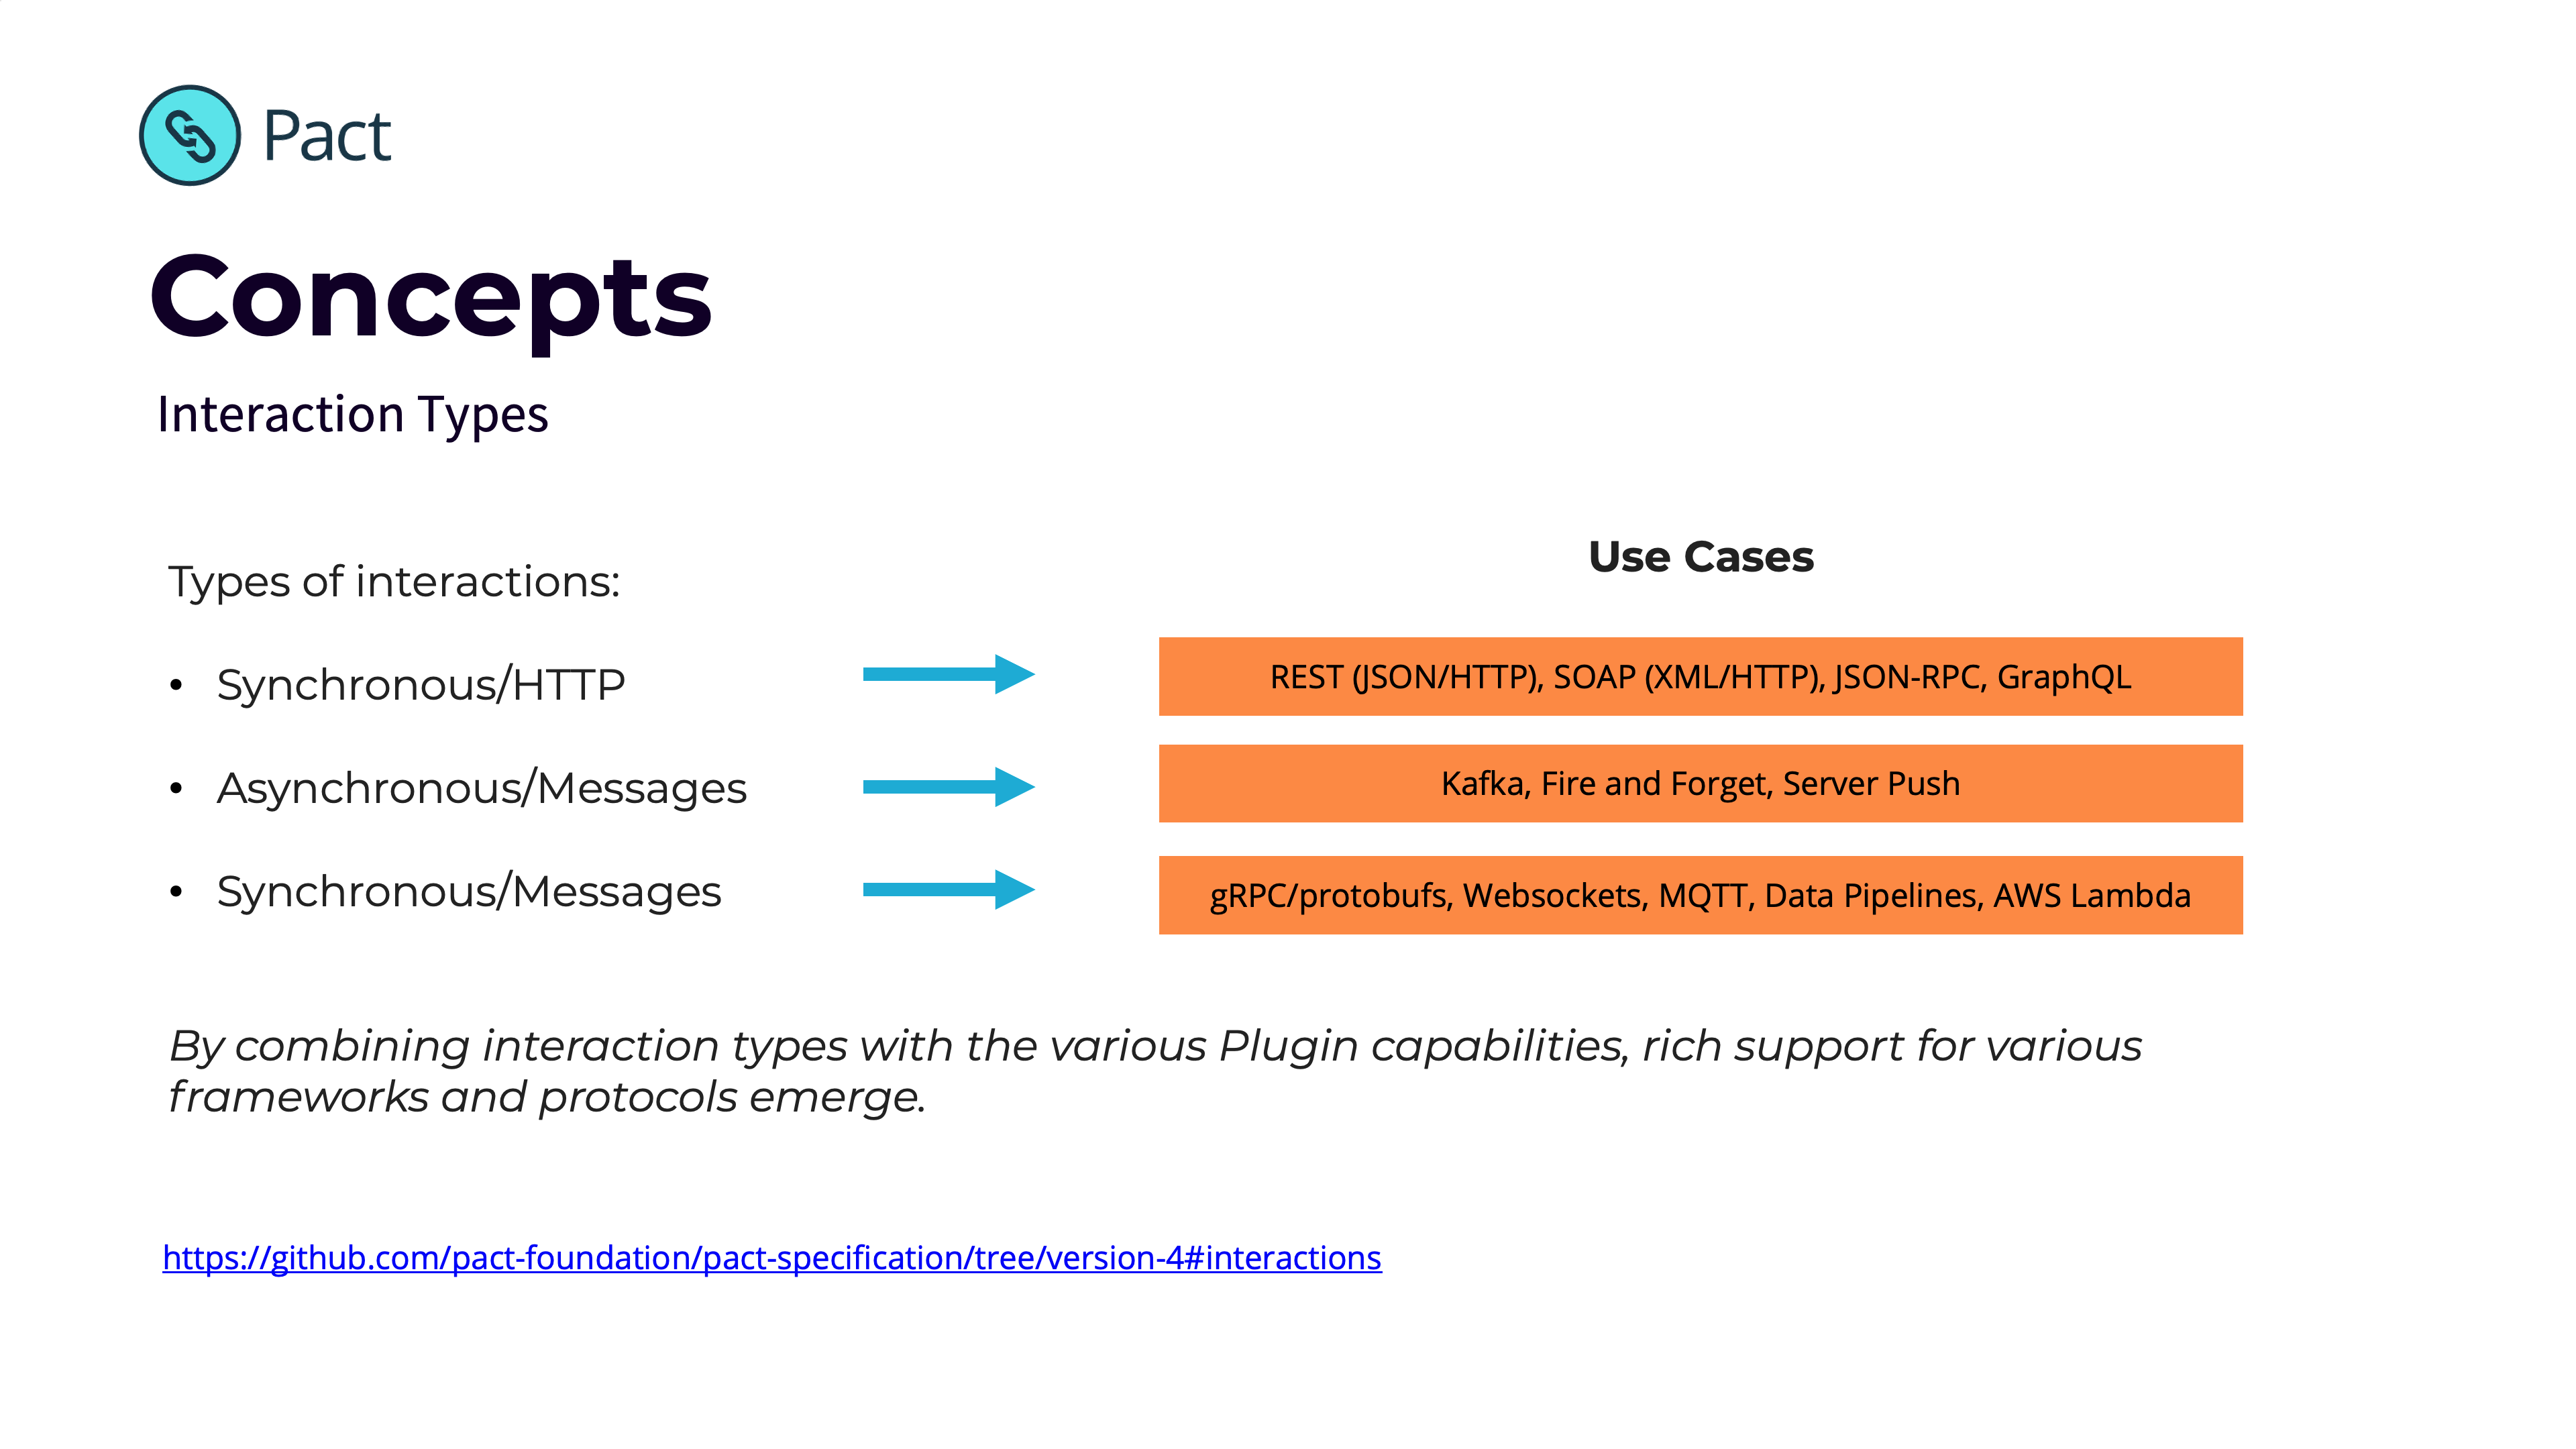 Pact
Concepts
Interaction Types
Types of interactions:
• Synchronous/HTTP
• Asynchronous/Messages
• Synchronous/Messages
Use Cases
REST (JSON/HTTP), SOAP (XML/HTTP), JSON-RPC, GraphQL
Kafka, Fire and Forget, Server Push
gRPC/protobufs, Websockets, MQTT, Data Pipelines, AWS Lambda
By combining interaction types with the various Plugin capabilities, rich support for various
frameworks and protocols emerge.
https://github.com/pact-foundation/pact-specification/tree/version-4#interactions